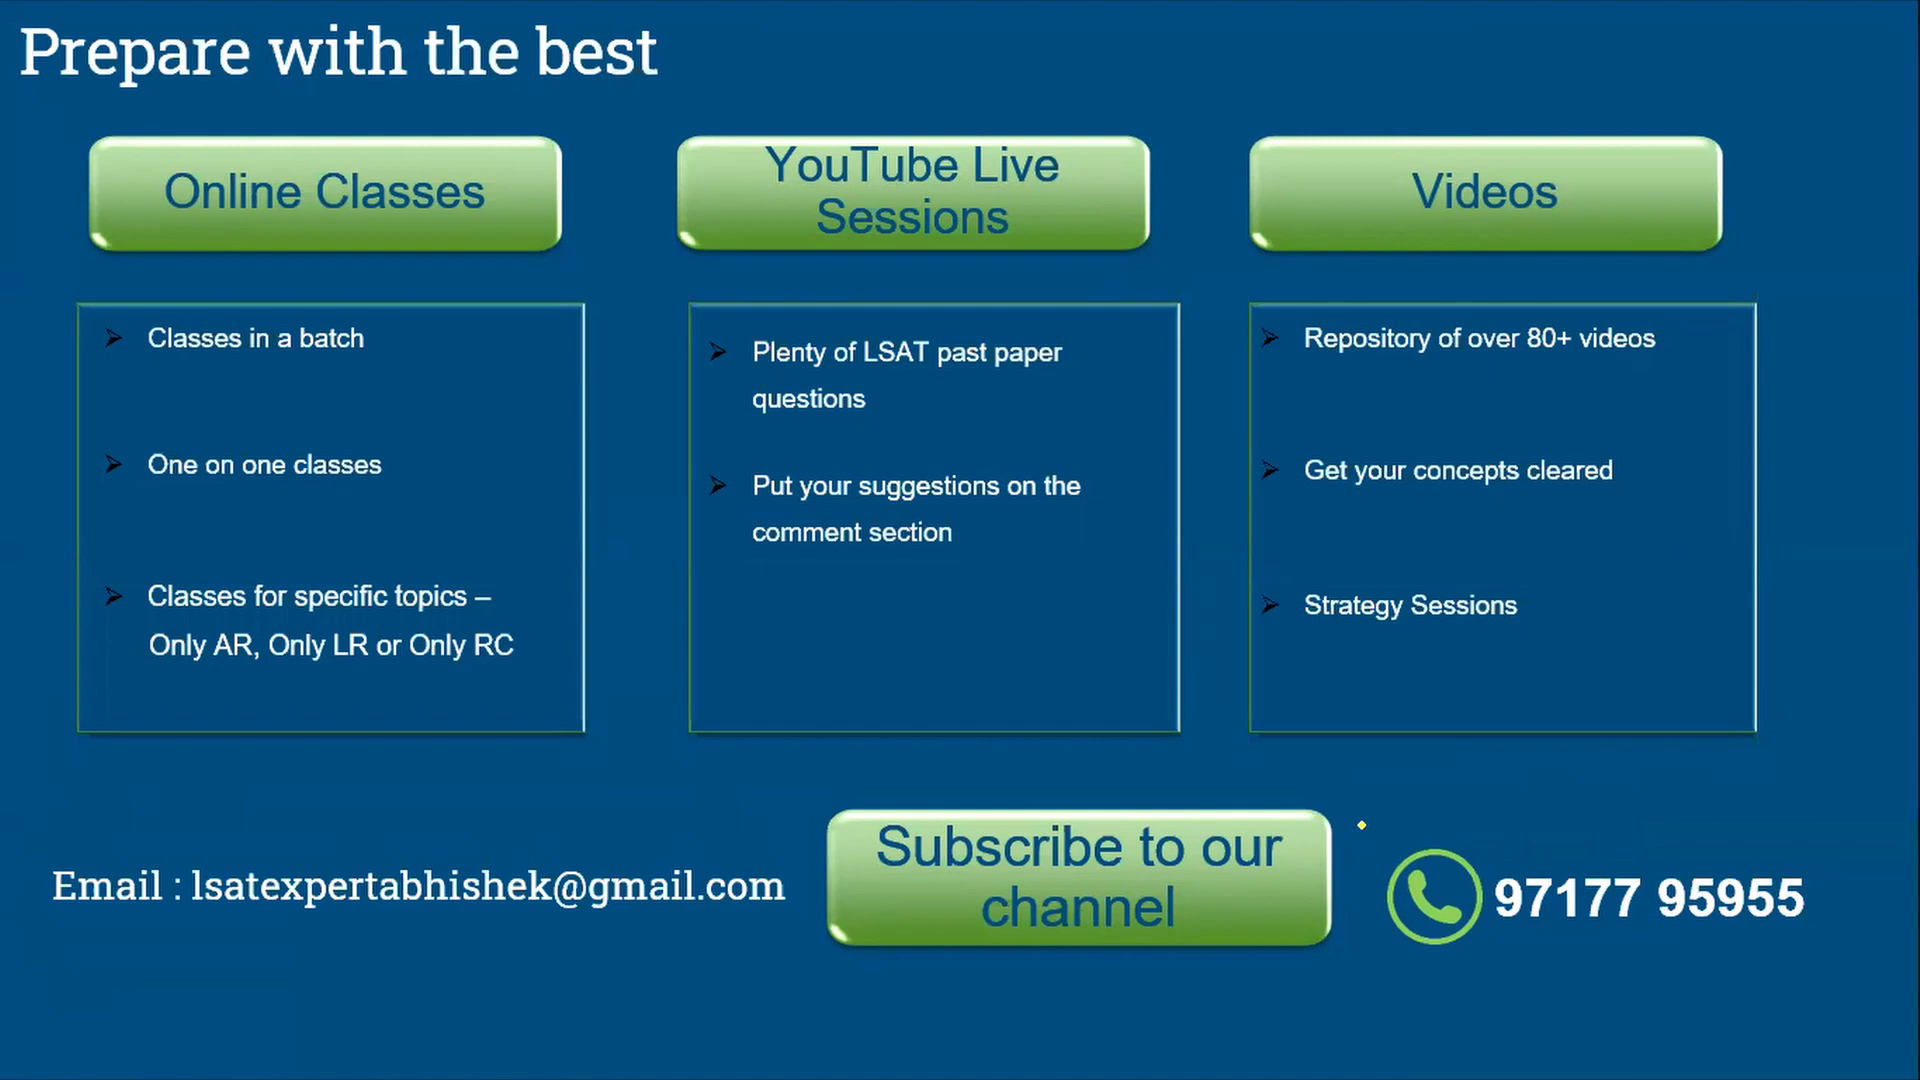 Prepare with the best
Online Classes
YouTube Live
Sessions
Videos
Classes in a batch
One on one classes
Classes for specific topics –
Only AR, Only LR or Only RC
Plenty of LSAT past paper
questions
Put your suggestions on the
comment section
Repository of over 80+ videos
Get your concepts cleared
Strategy Sessions
Email : lsatexpertabhishek@gmail.com
Subscribe to our
channel
97177 95955